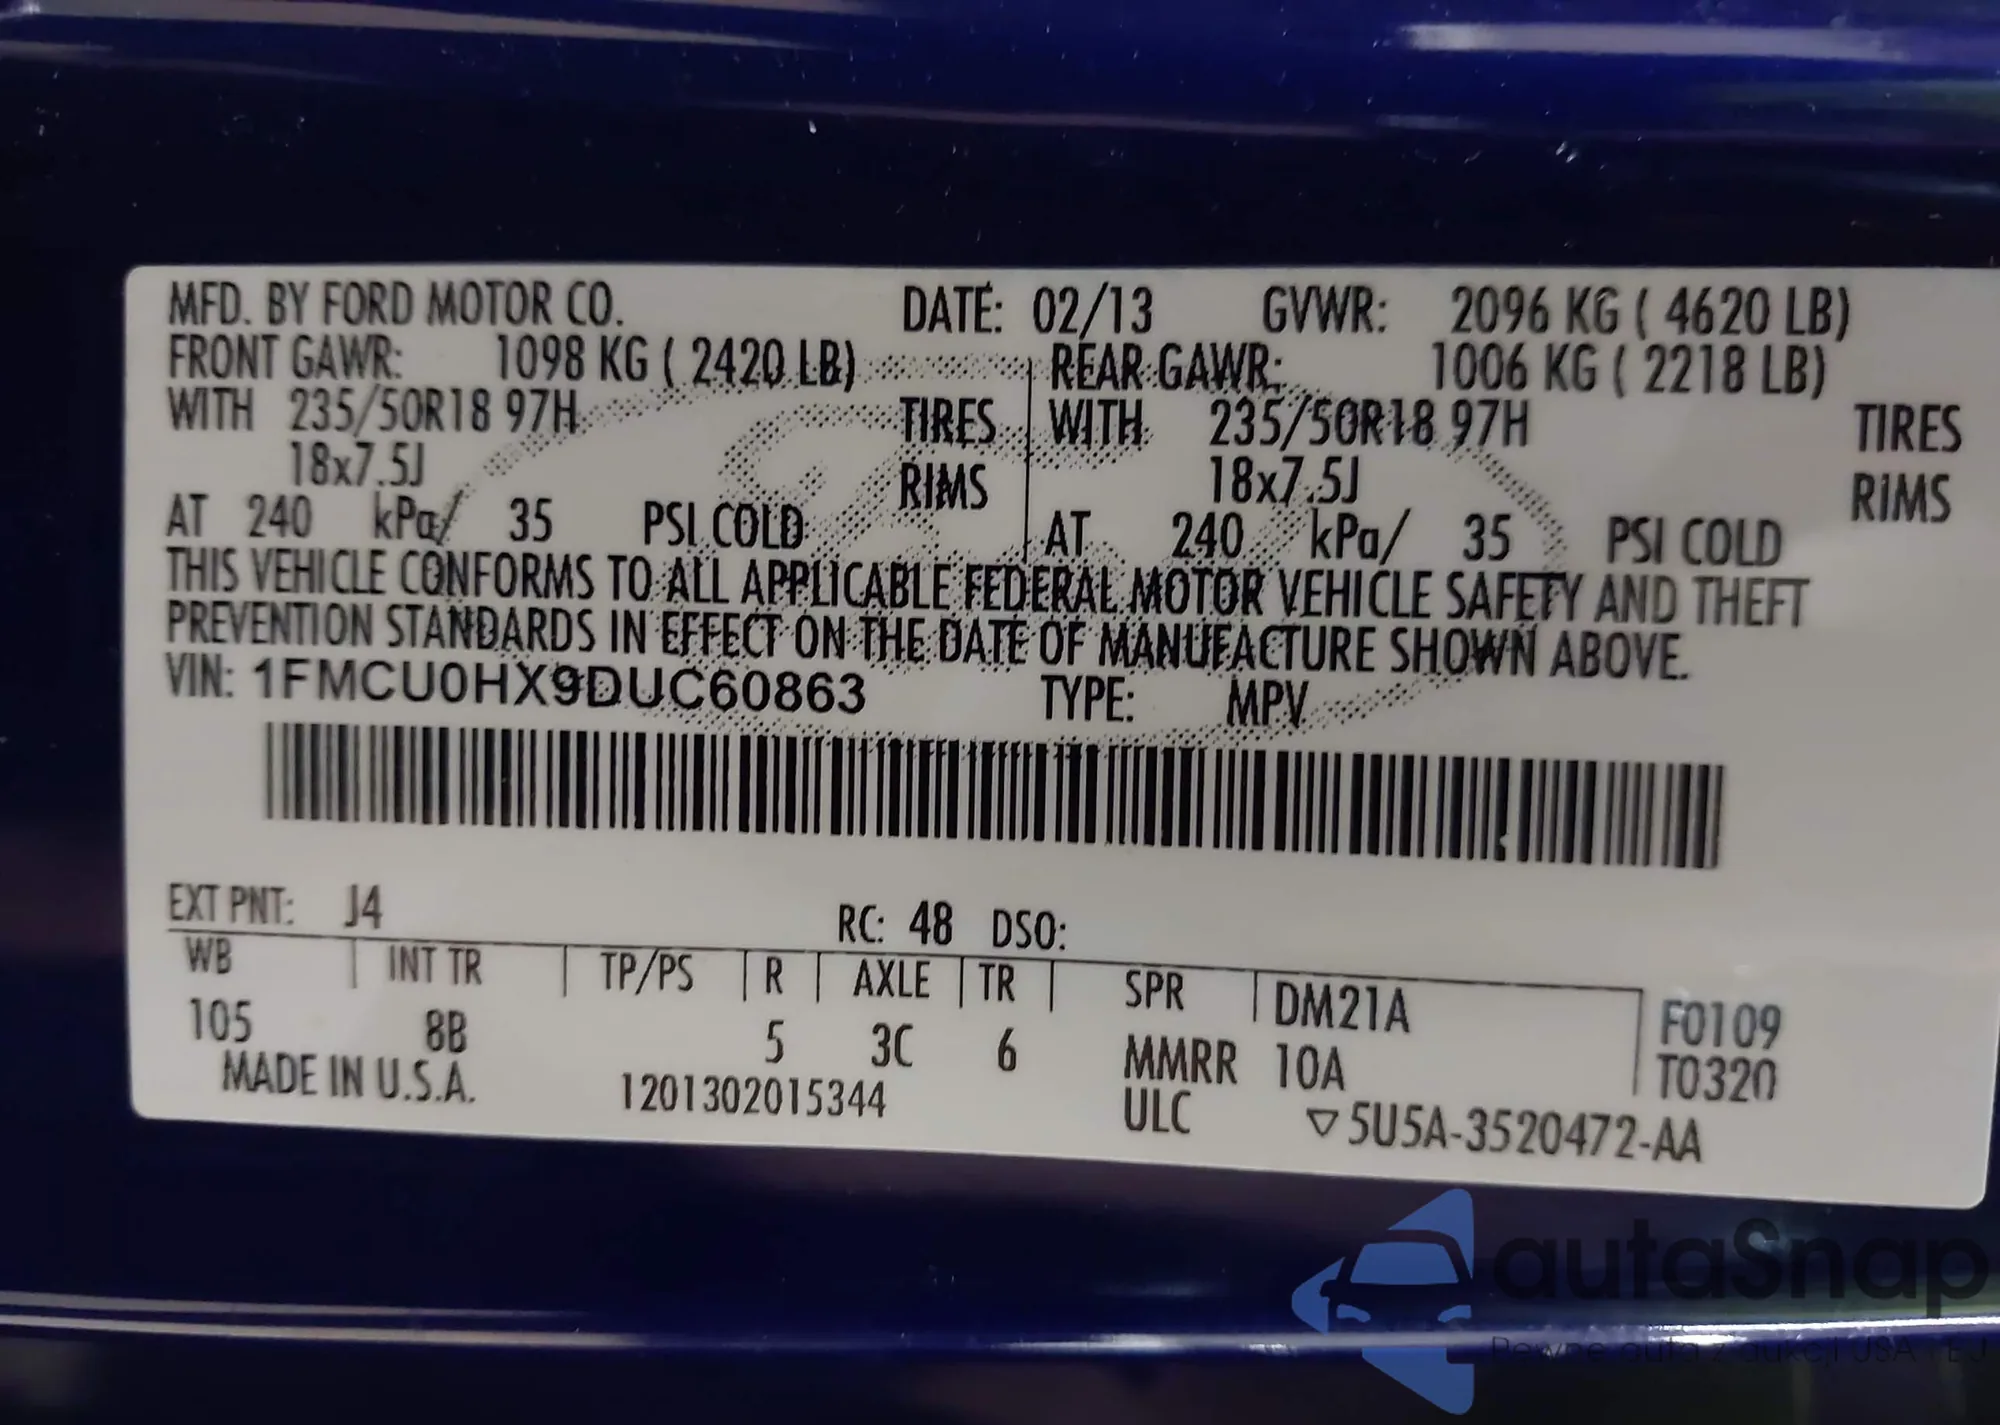 MFD. BY FORD MOTOR CO. DATE: 02/13 GVWR: 2096 KG ( 4620 LB)
FRONT GAWR: 1098 KG ( 2420 LB) REAR GAWR: 1006 KG ( 2218 LB)
WITH 235/50R18 97H TIRES WITH 235/50R18 97H TIRES
18x7.5J RIMS 18x7.5J RIMS
AT 240 kPa/ 35 PSI COLD AT 240 kPa/ 35 PSI COLD
THIS VEHICLE CONFORMS TO ALL APPLICABLE FEDERAL MOTOR VEHICLE SAFETY AND THEFT
PREVENTION STANDARDS IN EFFECT ON THE DATE OF MANUFACTURE SHOWN ABOVE.
VIN: 1FMCU0HX9DUC60863 TYPE: MPV
EXT PNT: J4 RC: 48 DSO:
WB INT TR TP/PS R AXLE TR SPR DM21A F0109
105 8B 5 3C 6 MMRR 10A T0320
MADE IN U.S.A. 1201302015344 ULC ▽5U5A-3520472-AA
autaSnap
Pewne auta z aukcji USA